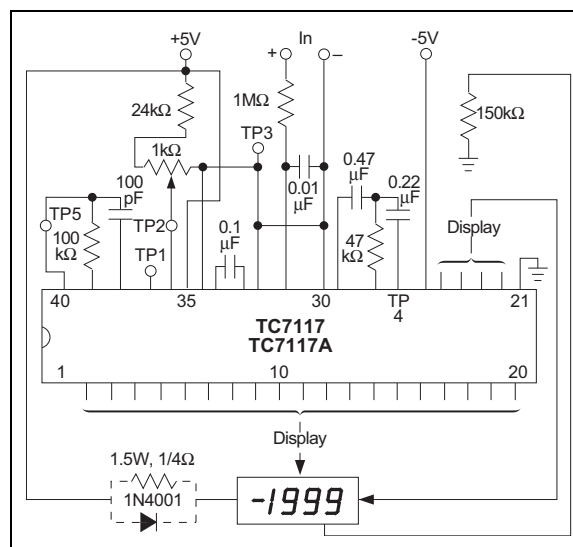 +5V
In
-5V
+
–
24kΩ
1MΩ
150kΩ
TP3
1kΩ
0.47
µF
0.22
µF
100
pF
0.01
µF
TP5
TP2
0.1
µF
Display
100
kΩ
TP1
47
kΩ
40
35
30
TP
4
21
TC7117
TC7117A
1
10
20
Display
1.5W, 1/4Ω
1N4001
-1999